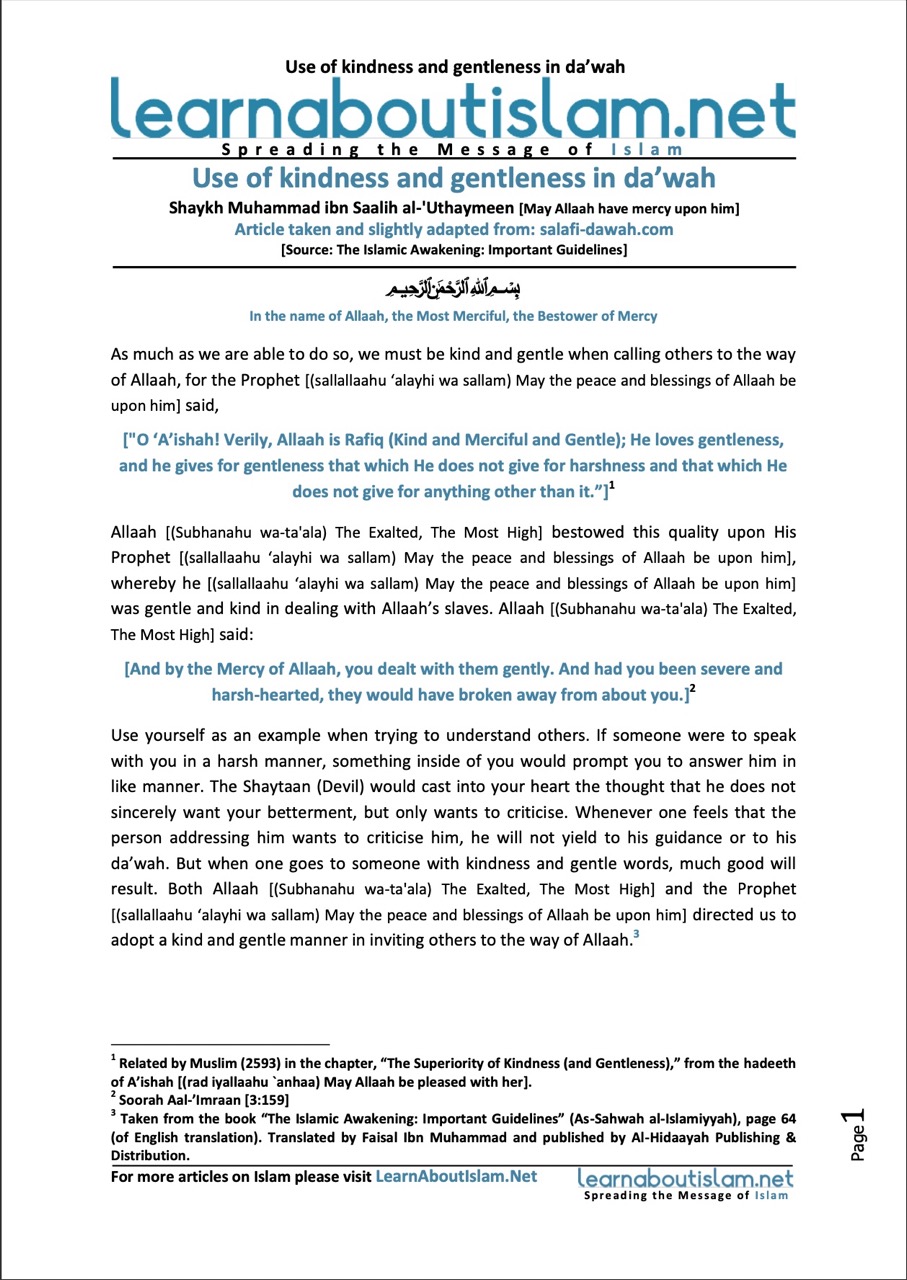 Use of kindness and gentleness in da’wah
learnaboutislam.net
Spreading the Message of Islam
Use of kindness and gentleness in da’wah
Shaykh Muhammad ibn Saalih al-'Uthaymeen [May Allaah have mercy upon him]
Article taken and slightly adapted from: salafi-dawah.com
[Source: The Islamic Awakening: Important Guidelines]
بِسْمِ ٱللَّهِ ٱلرَّحْمَٰنِ ٱلرَّحِيمِ
In the name of Allaah, the Most Merciful, the Bestower of Mercy
As much as we are able to do so, we must be kind and gentle when calling others to the way
of Allaah, for the Prophet [(sallallaahu ‘alayhi wa sallam) May the peace and blessings of Allaah be
upon him] said,
["O ‘A’ishah! Verily, Allaah is Rafiq (Kind and Merciful and Gentle); He loves gentleness,
and he gives for gentleness that which He does not give for harshness and that which He
does not give for anything other than it.”]1
Allaah [(Subhanahu wa-ta'ala) The Exalted, The Most High] bestowed this quality upon His
Prophet [(sallallaahu ‘alayhi wa sallam) May the peace and blessings of Allaah be upon him],
whereby he [(sallallaahu ‘alayhi wa sallam) May the peace and blessings of Allaah be upon him]
was gentle and kind in dealing with Allaah’s slaves. Allaah [(Subhanahu wa-ta'ala) The Exalted,
The Most High] said:
[And by the Mercy of Allaah, you dealt with them gently. And had you been severe and
harsh-hearted, they would have broken away from about you.]2
Use yourself as an example when trying to understand others. If someone were to speak
with you in a harsh manner, something inside of you would prompt you to answer him in
like manner. The Shaytaan (Devil) would cast into your heart the thought that he does not
sincerely want your betterment, but only wants to criticise. Whenever one feels that the
person addressing him wants to criticise him, he will not yield to his guidance or to his
da’wah. But when one goes to someone with kindness and gentle words, much good will
result. Both Allaah [(Subhanahu wa-ta'ala) The Exalted, The Most High] and the Prophet
[(sallallaahu ‘alayhi wa sallam) May the peace and blessings of Allaah be upon him] directed us to
adopt a kind and gentle manner in inviting others to the way of Allaah.3
1 Related by Muslim (2593) in the chapter, “The Superiority of Kindness (and Gentleness),” from the hadeeth
of A’ishah [(rad iyallaahu `anhaa) May Allaah be pleased with her].
2 Soorah Aal-’Imraan [3:159]
3 Taken from the book “The Islamic Awakening: Important Guidelines” (As-Sahwah al-Islamiyyah), page 64
(of English translation). Translated by Faisal Ibn Muhammad and published by Al-Hidaayah Publishing &
Distribution.
Page 1
For more articles on Islam please visit LearnAboutIslam.Net
learnaboutislam.net
Spreading the Message of Islam